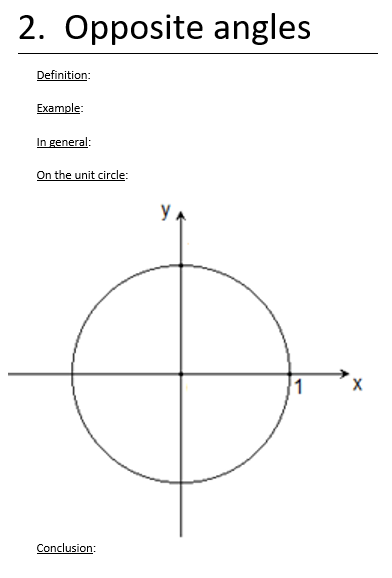 2. Opposite angles
Definition:
Example:
In general:
On the unit circle:
y
1
x
Conclusion: